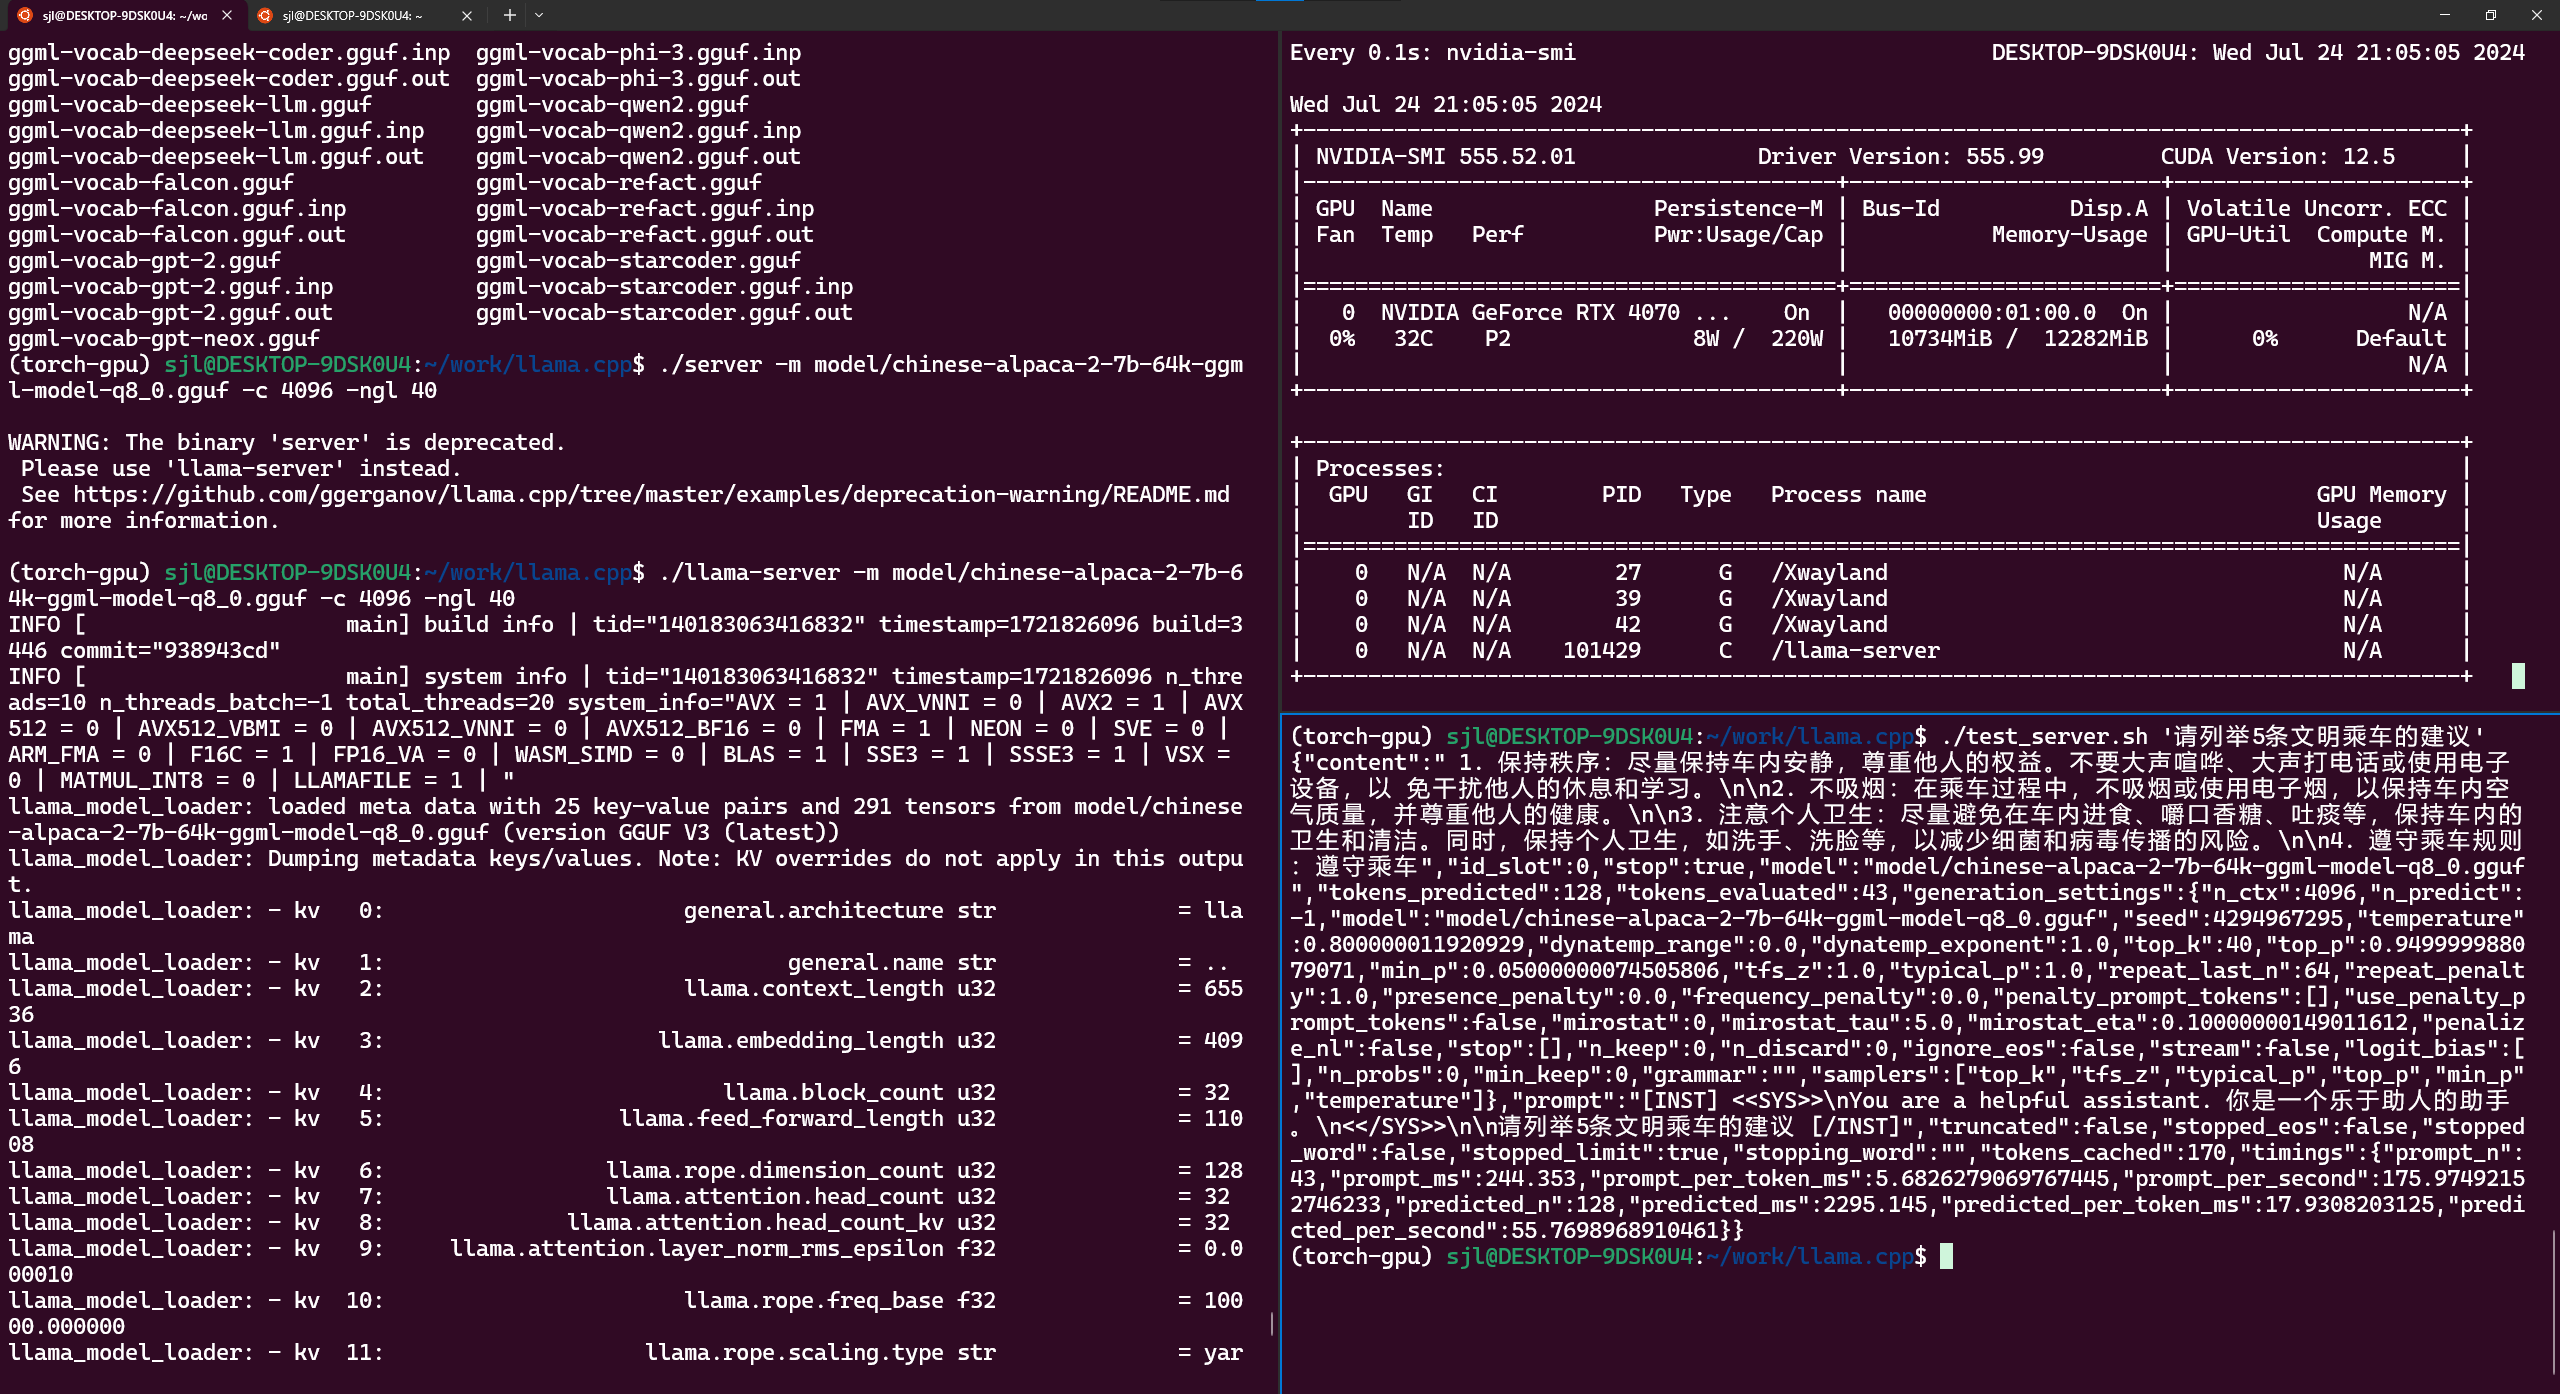 sjl@DESKTOP-9DSK0U4: ~/wo
sjl@DESKTOP-9DSK0U4: ~
ggml-vocab-deepseek-coder.gguf.inp  ggml-vocab-phi-3.gguf.inp
ggml-vocab-deepseek-coder.gguf.out  ggml-vocab-phi-3.gguf.out
ggml-vocab-deepseek-llm.gguf        ggml-vocab-qwen2.gguf
ggml-vocab-deepseek-llm.gguf.inp    ggml-vocab-qwen2.gguf.inp
ggml-vocab-deepseek-llm.gguf.out    ggml-vocab-qwen2.gguf.out
ggml-vocab-falcon.gguf              ggml-vocab-refact.gguf
ggml-vocab-falcon.gguf.inp          ggml-vocab-refact.gguf.inp
ggml-vocab-falcon.gguf.out          ggml-vocab-refact.gguf.out
ggml-vocab-gpt-2.gguf               ggml-vocab-starcoder.gguf
ggml-vocab-gpt-2.gguf.inp           ggml-vocab-starcoder.gguf.inp
ggml-vocab-gpt-2.gguf.out           ggml-vocab-starcoder.gguf.out
ggml-vocab-gpt-neox.gguf
(torch-gpu) sjl@DESKTOP-9DSK0U4:~/work/llama.cpp$ ./server -m model/chinese-alpaca-2-7b-64k-ggm
l-model-q8_0.gguf -c 4096 -ngl 40
WARNING: The binary 'server' is deprecated.
 Please use 'llama-server' instead.
 See https://github.com/ggerganov/llama.cpp/tree/master/examples/deprecation-warning/README.md
for more information.
(torch-gpu) sjl@DESKTOP-9DSK0U4:~/work/llama.cpp$ ./llama-server -m model/chinese-alpaca-2-7b-6
4k-ggml-model-q8_0.gguf -c 4096 -ngl 40
INFO [                    main] build info | tid="140183063416832" timestamp=1721826096 build=3
446 commit="938943cd"
INFO [                    main] system info | tid="140183063416832" timestamp=1721826096 n_thre
ads=10 n_threads_batch=-1 total_threads=20 system_info="AVX = 1 | AVX_VNNI = 0 | AVX2 = 1 | AVX
512 = 0 | AVX512_VBMI = 0 | AVX512_VNNI = 0 | AVX512_BF16 = 0 | FMA = 1 | NEON = 0 | SVE = 0 |
ARM_FMA = 0 | F16C = 1 | FP16_VA = 0 | WASM_SIMD = 0 | BLAS = 1 | SSE3 = 1 | SSSE3 = 1 | VSX =
0 | MATMUL_INT8 = 0 | LLAMAFILE = 1 | "
llama_model_loader: loaded meta data with 25 key-value pairs and 291 tensors from model/chinese
-alpaca-2-7b-64k-ggml-model-q8_0.gguf (version GGUF V3 (latest))
llama_model_loader: Dumping metadata keys/values. Note: KV overrides do not apply in this outpu
t.
llama_model_loader: - kv   0:                       general.architecture str              = lla
ma
llama_model_loader: - kv   1:                               general.name str              = ..
llama_model_loader: - kv   2:                       llama.context_length u32              = 655
36
llama_model_loader: - kv   3:                     llama.embedding_length u32              = 409
6
llama_model_loader: - kv   4:                          llama.block_count u32              = 32
llama_model_loader: - kv   5:                  llama.feed_forward_length u32              = 110
08
llama_model_loader: - kv   6:                 llama.rope.dimension_count u32              = 128
llama_model_loader: - kv   7:                 llama.attention.head_count u32              = 32
llama_model_loader: - kv   8:              llama.attention.head_count_kv u32              = 32
llama_model_loader: - kv   9:     llama.attention.layer_norm_rms_epsilon f32              = 0.0
00010
llama_model_loader: - kv  10:                       llama.rope.freq_base f32              = 100
00.000000
llama_model_loader: - kv  11:                    llama.rope.scaling.type str              = yar
Every 0.1s: nvidia-smi                                DESKTOP-9DSK0U4: Wed Jul 24 21:05:05 2024
Wed Jul 24 21:05:05 2024
| NVIDIA-SMI 555.52.01              Driver Version: 555.99         CUDA Version: 12.5     |
| GPU  Name                 Persistence-M | Bus-Id          Disp.A | Volatile Uncorr. ECC |
| Fan  Temp   Perf          Pwr:Usage/Cap |           Memory-Usage | GPU-Util  Compute M. |
|                                         |                        |               MIG M. |
|   0  NVIDIA GeForce RTX 4070 ...    On  |   00000000:01:00.0  On |                  N/A |
|  0%   32C    P2              8W /  220W |   10734MiB /  12282MiB |      0%      Default |
|                                         |                        |                  N/A |
| Processes:                                                                              |
|  GPU   GI   CI        PID   Type   Process name                              GPU Memory |
|        ID   ID                                                               Usage      |
|    0   N/A  N/A        27      G   /Xwayland                                   N/A      |
|    0   N/A  N/A        39      G   /Xwayland                                   N/A      |
|    0   N/A  N/A        42      G   /Xwayland                                   N/A      |
|    0   N/A  N/A    101429      C   /llama-server                               N/A      |
(torch-gpu) sjl@DESKTOP-9DSK0U4:~/work/llama.cpp$ ./test_server.sh '请列举5条文明乘车的建议'
{"content":" 1. 保持秩序：尽量保持车内安静，尊重他人的权益。不要大声喧哗、大声打电话或使用电子
设备，以 免干扰他人的休息和学习。\n\n2. 不吸烟：在乘车过程中，不吸烟或使用电子烟，以保持车内空
气质量，并尊重他人的健康。\n\n3. 注意个人卫生：尽量避免在车内进食、嚼口香糖、吐痰等，保持车内的
卫生和清洁。同时，保持个人卫生，如洗手、洗脸等，以减少细菌和病毒传播的风险。\n\n4. 遵守乘车规则
：遵守乘车","id_slot":0,"stop":true,"model":"model/chinese-alpaca-2-7b-64k-ggml-model-q8_0.gguf
","tokens_predicted":128,"tokens_evaluated":43,"generation_settings":{"n_ctx":4096,"n_predict":
-1,"model":"model/chinese-alpaca-2-7b-64k-ggml-model-q8_0.gguf","seed":4294967295,"temperature"
:0.800000011920929,"dynatemp_range":0.0,"dynatemp_exponent":1.0,"top_k":40,"top_p":0.9499999880
79071,"min_p":0.05000000074505806,"tfs_z":1.0,"typical_p":1.0,"repeat_last_n":64,"repeat_penalt
y":1.0,"presence_penalty":0.0,"frequency_penalty":0.0,"penalty_prompt_tokens":[],"use_penalty_p
rompt_tokens":false,"mirostat":0,"mirostat_tau":5.0,"mirostat_eta":0.10000000149011612,"penaliz
e_nl":false,"stop":[],"n_keep":0,"n_discard":0,"ignore_eos":false,"stream":false,"logit_bias":[
],"n_probs":0,"min_keep":0,"grammar":"","samplers":["top_k","tfs_z","typical_p","top_p","min_p"
,"temperature"]},"prompt":"[INST] <<SYS>>\nYou are a helpful assistant. 你是一个乐于助人的助手
。\n<</SYS>>\n\n请列举5条文明乘车的建议 [/INST]","truncated":false,"stopped_eos":false,"stopped
_word":false,"stopped_limit":true,"stopping_word":"","tokens_cached":170,"timings":{"prompt_n":
43,"prompt_ms":244.353,"prompt_per_token_ms":5.6826279069767445,"prompt_per_second":175.9749215
2746233,"predicted_n":128,"predicted_ms":2295.145,"predicted_per_token_ms":17.9308203125,"predi
cted_per_second":55.7698968910461}}
(torch-gpu) sjl@DESKTOP-9DSK0U4:~/work/llama.cpp$